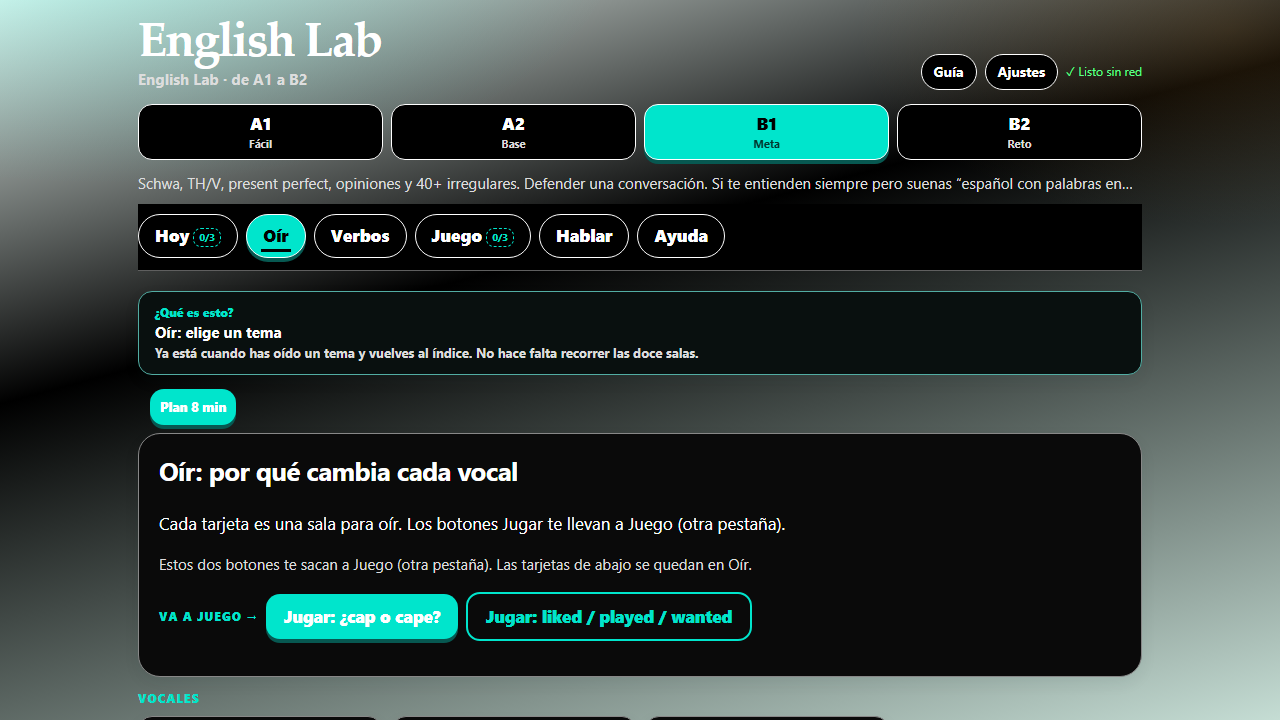 English Lab
English Lab · de A1 a B2
Guía
Ajustes
✓ Listo sin red
A1
Fácil
A2
Base
B1
Meta
B2
Reto
Schwa, TH/V, present perfect, opiniones y 40+ irregulares. Defender una conversación. Si te entienden siempre pero suenas “español con palabras en…
Hoy 0/3
Oír
Verbos
Juego 0/3
Hablar
Ayuda
¿Qué es esto?
Oír: elige un tema
Ya está cuando has oído un tema y vuelves al índice. No hace falta recorrer las doce salas.
Plan 8 min
Oír: por qué cambia cada vocal
Cada tarjeta es una sala para oír. Los botones Jugar te llevan a Juego (otra pestaña).
Estos dos botones te sacan a Juego (otra pestaña). Las tarjetas de abajo se quedan en Oír.
VA A JUEGO →
Jugar: ¿cap o cape?
Jugar: liked / played / wanted
VOCALES